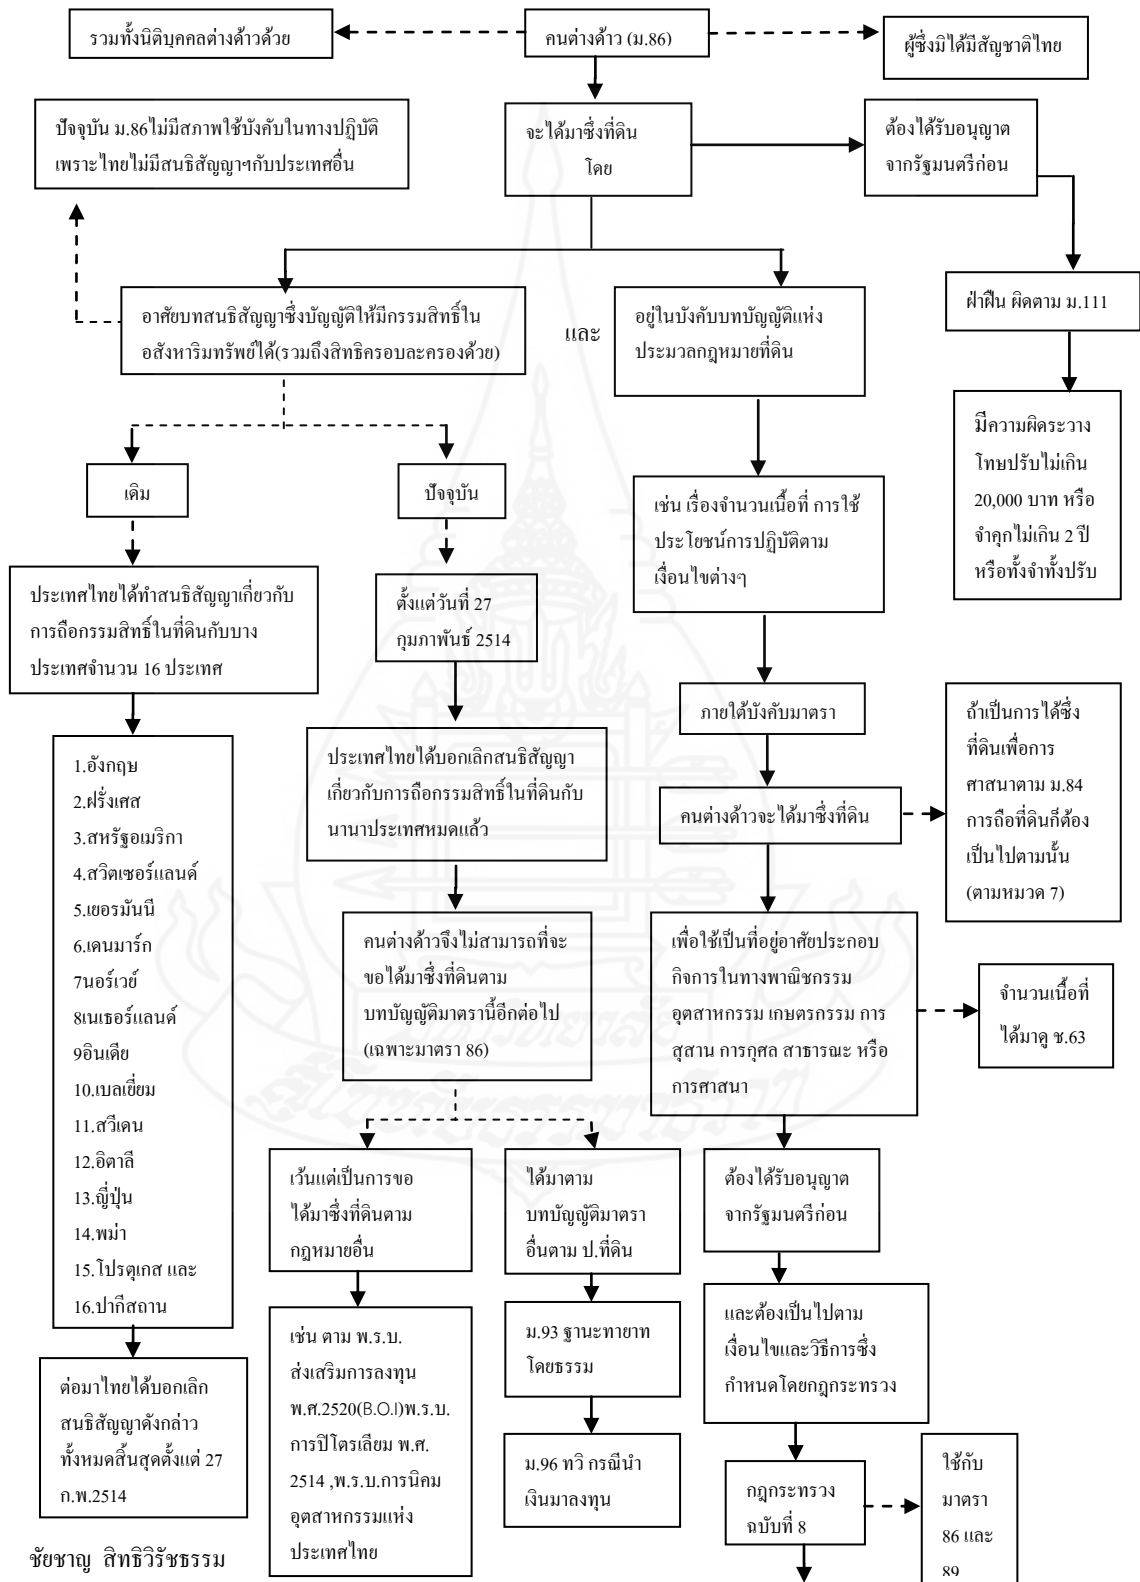 รวมทั้งนิติบุคคลต่างด้าวด้วย
คนต่างด้าว (ม.86)
ผู้ซึ่งมิได้มีสัญชาติไทย
ปัจจุบัน ม.86ไม่มีสภาพใช้บังคับในทางปฏิบัติ
เพราะไทยไม่มีสนธิสัญญาฯกับประเทศอื่น
จะได้มาซึ่งที่ดิน
โดย
ต้องได้รับอนุญาต
จากรัฐมนตรีก่อน
อาศัยบทสนธิสัญญาซึ่งบัญญัติให้มีกรรมสิทธิ์ใน
อสังหาริมทรัพย์ได้(รวมถึงสิทธิครอบละครองด้วย)
และ
อยู่ในบังคับบทบัญญัติแห่ง
ประมวลกฎหมายที่ดิน
ฝ่าฝืน ผิดตาม ม.111
มีความผิดระวาง
โทษปรับไม่เกิน
20,000 บาท หรือ
จำคุกไม่เกิน 2 ปี
หรือทั้งจำทั้งปรับ
เดิม
ปัจจุบัน
เช่น เรื่องจำนวนเนื้อที่ การใช้
ประโยชน์การปฏิบัติตาม
เงื่อนไขต่างๆ
ประเทศไทยได้ทำสนธิสัญญาเกี่ยวกับ
การถือกรรมสิทธิ์ในที่ดินกับบาง
ประเทศจำนวน 16 ประเทศ
ตั้งแต่วันที่ 27
กุมภาพันธ์ 2514
ภายใต้บังคับมาตรา
ถ้าเป็นการได้ซึ่ง
ที่ดินเพื่อการ
ศาสนาตาม ม.84
การถือที่ดินก็ต้อง
เป็นไปตามนั้น
(ตามหมวด 7)
1.อังกฤษ
2.ฝรั่งเศส
3.สหรัฐอเมริกา
4.สวิตเซอร์แลนด์
5.เยอรมันนี
6.เดนมาร์ก
7นอร์เวย์
8เนเธอร์แลนด์
9อินเดีย
10.เบลเยี่ยม
11.สวีเดน
12.อิตาลี
13.ญี่ปุ่น
14.พม่า
15.โปรตุเกส และ
16.ปากีสถาน
ประเทศไทยได้บอกเลิกสนธิสัญญา
เกี่ยวกับการถือกรรมสิทธิ์ในที่ดินกับ
นานาประเทศหมดแล้ว
คนต่างด้าวจะได้มาซึ่งที่ดิน
คนต่างด้าวจึงไม่สามารถที่จะ
ขอได้มาซึ่งที่ดินตาม
บทบัญญัติมาตรานี้อีกต่อไป
(เฉพาะมาตรา 86)
เพื่อใช้เป็นที่อยู่อาศัยประกอบ
กิจการในทางพาณิชกรรม
อุตสาหกรรม เกษตรกรรม การ
สุสาน การกุศล สาธารณะ หรือ
การศาสนา
จำนวนเนื้อที่
ได้มาดู ช.63
เว้นแต่เป็นการขอ
ได้มาซึ่งที่ดินตาม
กฎหมายอื่น
ได้มาตาม
บทบัญญัติมาตรา
อื่นตาม ป.ที่ดิน
ต้องได้รับอนุญาต
จากรัฐมนตรีก่อน
เช่น ตาม พ.ร.บ.
ส่งเสริมการลงทุน
พ.ศ.2520(B.O.I)พ.ร.บ.
การปิโตรเลียม พ.ศ.
2514 ,พ.ร.บ.การนิคม
อุตสาหกรรมแห่ง
ประเทศไทย
ม.93 ฐานะทายาท
โดยธรรม
และต้องเป็นไปตาม
เงื่อนไขและวิธีการซึ่ง
กำหนดโดยกฎกระทรวง
ต่อมาไทยได้บอกเลิก
สนธิสัญญาดังกล่าว
ทั้งหมดสิ้นสุดตั้งแต่ 27
ก.พ.2514
ม.96 ทวิ กรณีนำ
เงินมาลงทุน
กฎกระทรวง
ฉบับที่ 8
ใช้กับ
มาตรา
86 และ
89
ชัยชาญ สิทธิวิรัชธรรม